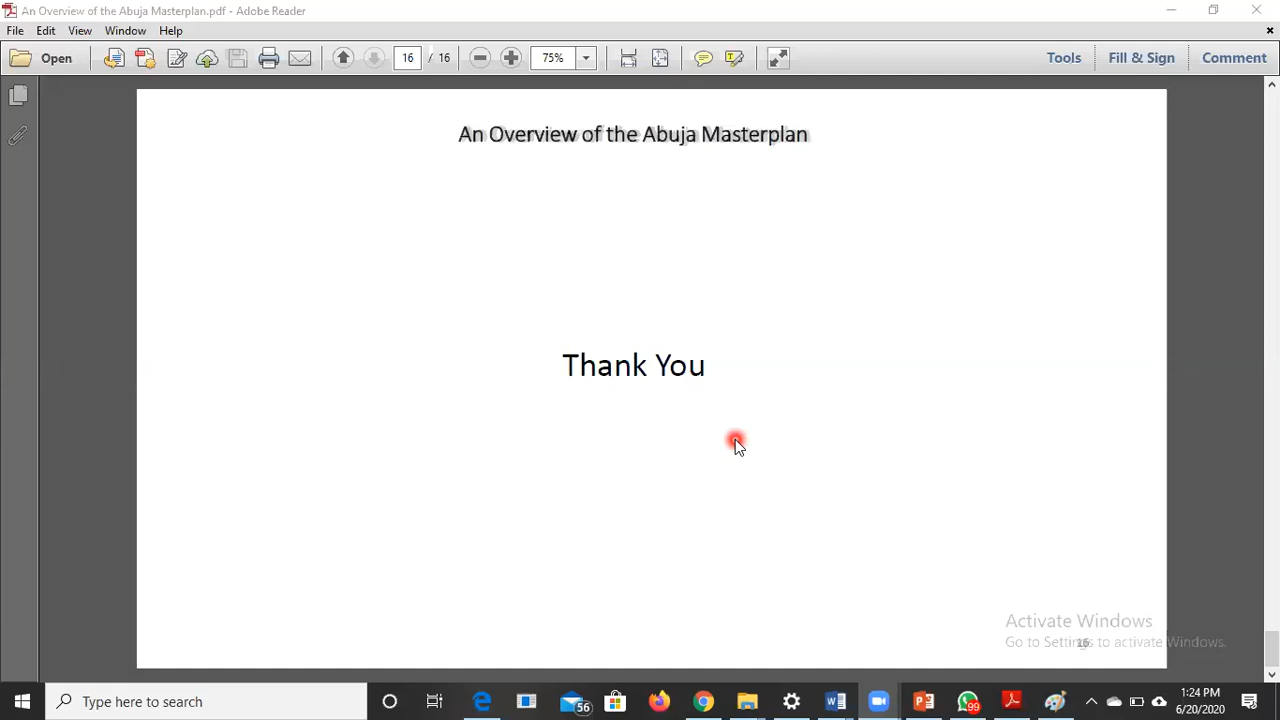 An Overview of the Abuja Masterplan.pdf - Adobe Reader
File Edit View Window Help
Open 16 / 16 75% Tools Fill & Sign Comment
An Overview of the Abuja Masterplan
Thank You
Activate Windows
Go to Settings to activate Windows.
16
Type here to search
56
99
1:24 PM
6/20/2020